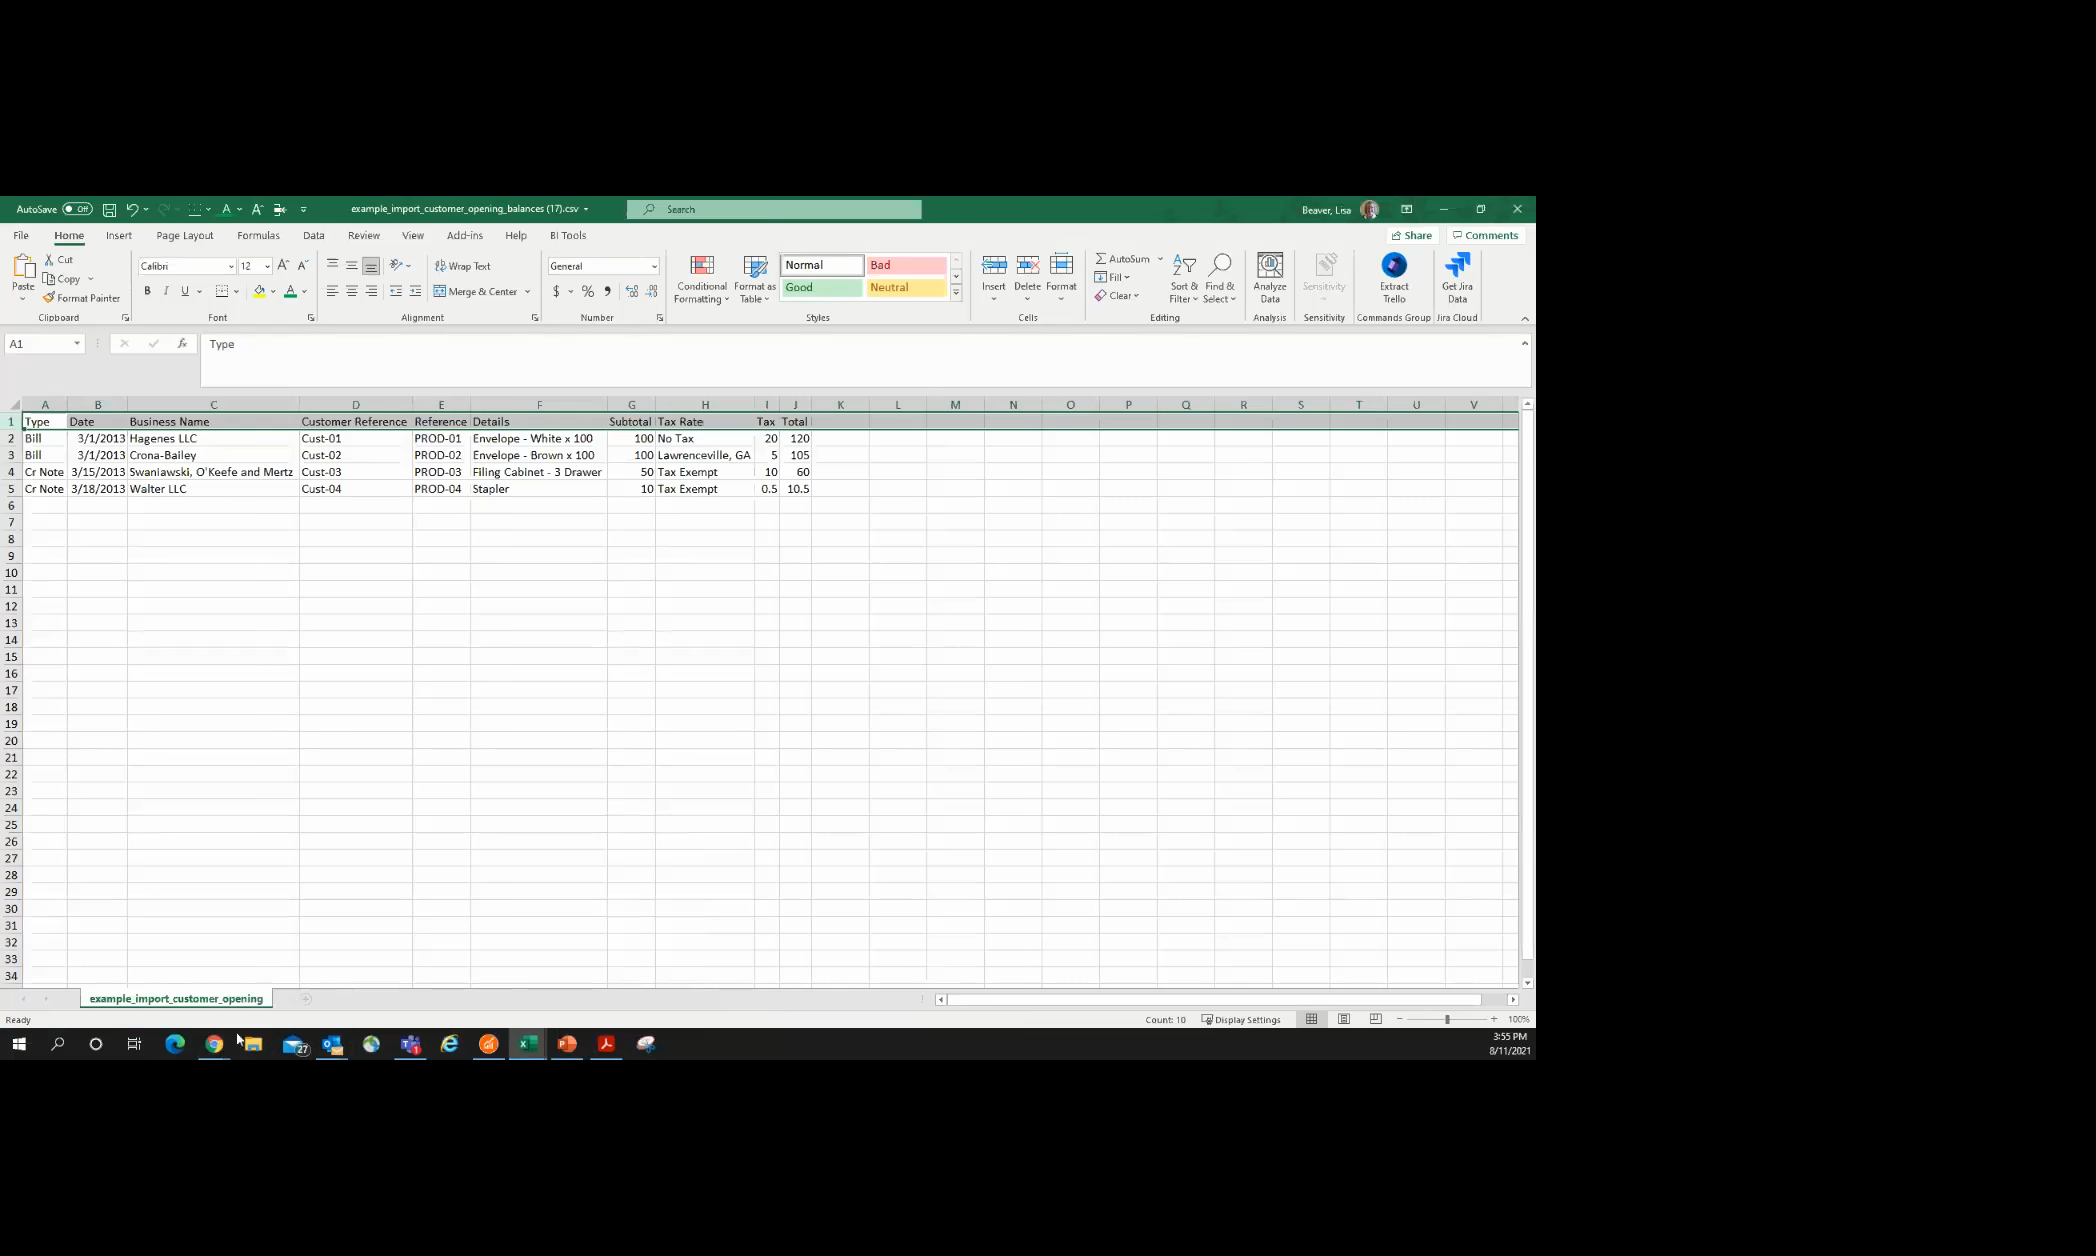 AutoSave Off example_import_customer_opening_balances (17).csv Search Beaver, Lisa
File Home Insert Page Layout Formulas Data Review View Add-ins Help BI Tools Share Comments
Paste Cut Copy Format Painter
Calibri 12
B I U
Wrap Text
Merge & Center
General
$ % ,
Conditional Formatting
Format as Table
Normal Bad
Good Neutral
Insert Delete Format
AutoSum
Fill
Clear
Sort & Filter
Find & Select
Analyze Data
Sensitivity
Extract Trello
Get Jira Data
Clipboard Font Alignment Number Styles Cells Editing Analysis Sensitivity Commands Group Jira Cloud
A1 fx Type
A B C D E F G H I J K L M N O P Q R S T U V
1 Type Date Business Name Customer Reference Reference Details Subtotal Tax Rate Tax Total
2 Bill 3/1/2013 Hagenes LLC Cust-01 PROD-01 Envelope - White x 100 100 No Tax 20 120
3 Bill 3/1/2013 Crona-Bailey Cust-02 PROD-02 Envelope - Brown x 100 100 Lawrenceville, GA 5 105
4 Cr Note 3/15/2013 Swaniawski, O'Keefe and Mertz Cust-03 PROD-03 Filing Cabinet - 3 Drawer 50 Tax Exempt 10 60
5 Cr Note 3/18/2013 Walter LLC Cust-04 PROD-04 Stapler 10 Tax Exempt 0.5 10.5
6
7
8
9
10
11
12
13
14
15
16
17
18
19
20
21
22
23
24
25
26
27
28
29
30
31
32
33
34
example_import_customer_opening
Ready Count: 10 Display Settings 100%
27
1
3:55 PM
8/11/2021